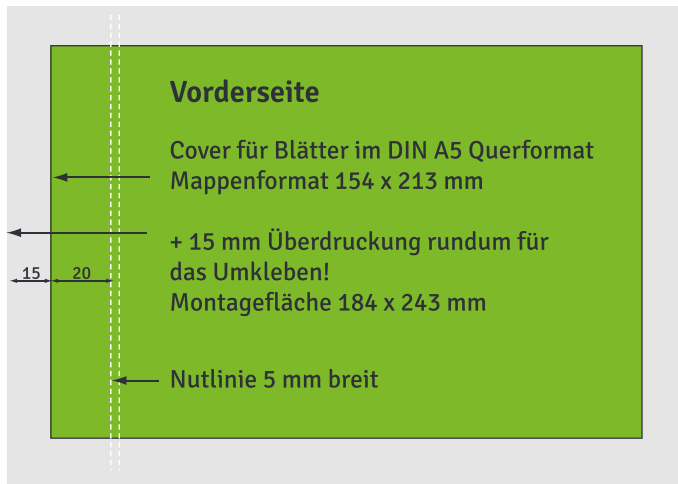 Vorderseite
Cover für Blätter im DIN A5 Querformat
Mappenformat 154 x 213 mm
+ 15 mm Überdruckung rundum für
das Umkleben!
Montagefläche 184 x 243 mm
15 20
Nutlinie 5 mm breit